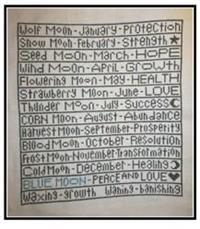 Wolf Moon-January-Protection
Snow Moon-February-Strength
Seed Moon-March-HOPE
Wind Moon-April-Growth
Flowering Moon-May-HEALTH
Strawberry Moon-June-LOVE
Thunder Moon-July-Success
CORN Moon-August-Abundance
Harvest Moon-September-Prosperity
Blood Moon-October-Resolution
Frost Moon-November-Transformation
Cold Moon-December-Healing
BLUE MOON-PEACE AND LOVE
Waxing-growth Waning-banishing